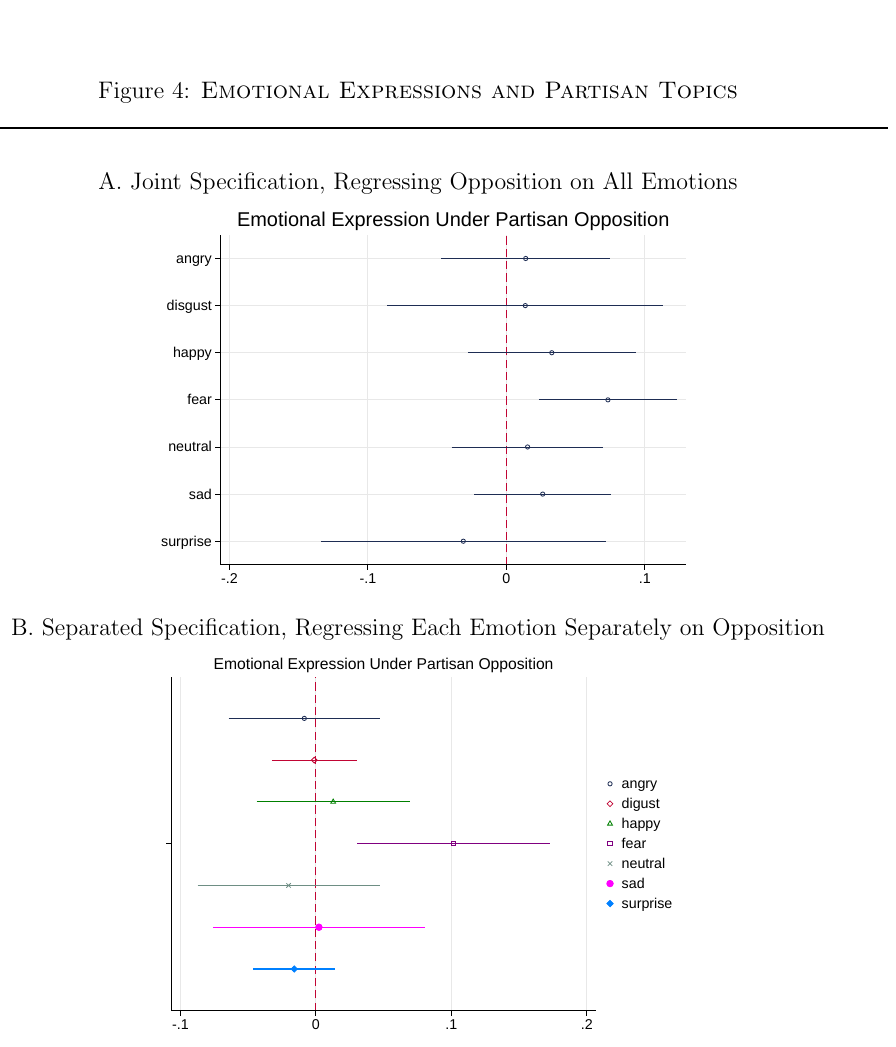 Figure 4: Emotional Expressions and Partisan Topics
A. Joint Specification, Regressing Opposition on All Emotions
Emotional Expression Under Partisan Opposition
angry
disgust
happy
fear
neutral
sad
surprise
-.2 -.1 0 .1
B. Separated Specification, Regressing Each Emotion Separately on Opposition
Emotional Expression Under Partisan Opposition
angry
digust
happy
fear
neutral
sad
surprise
-.1 0 .1 .2